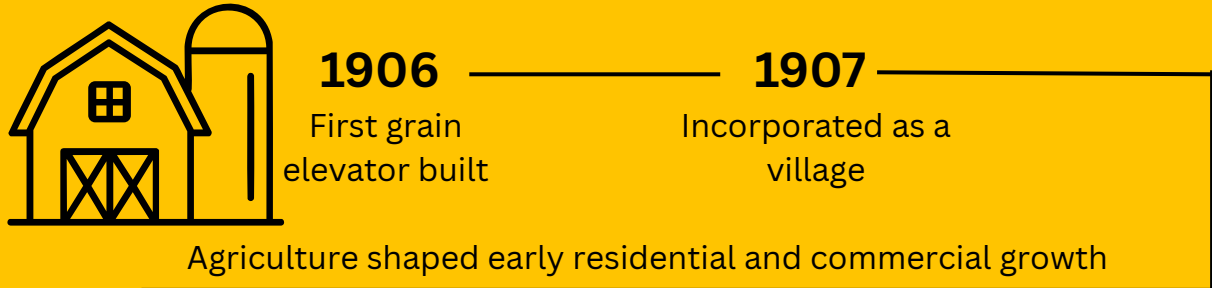 1906
First grain
elevator built
1907
Incorporated as a
village
Agriculture shaped early residential and commercial growth